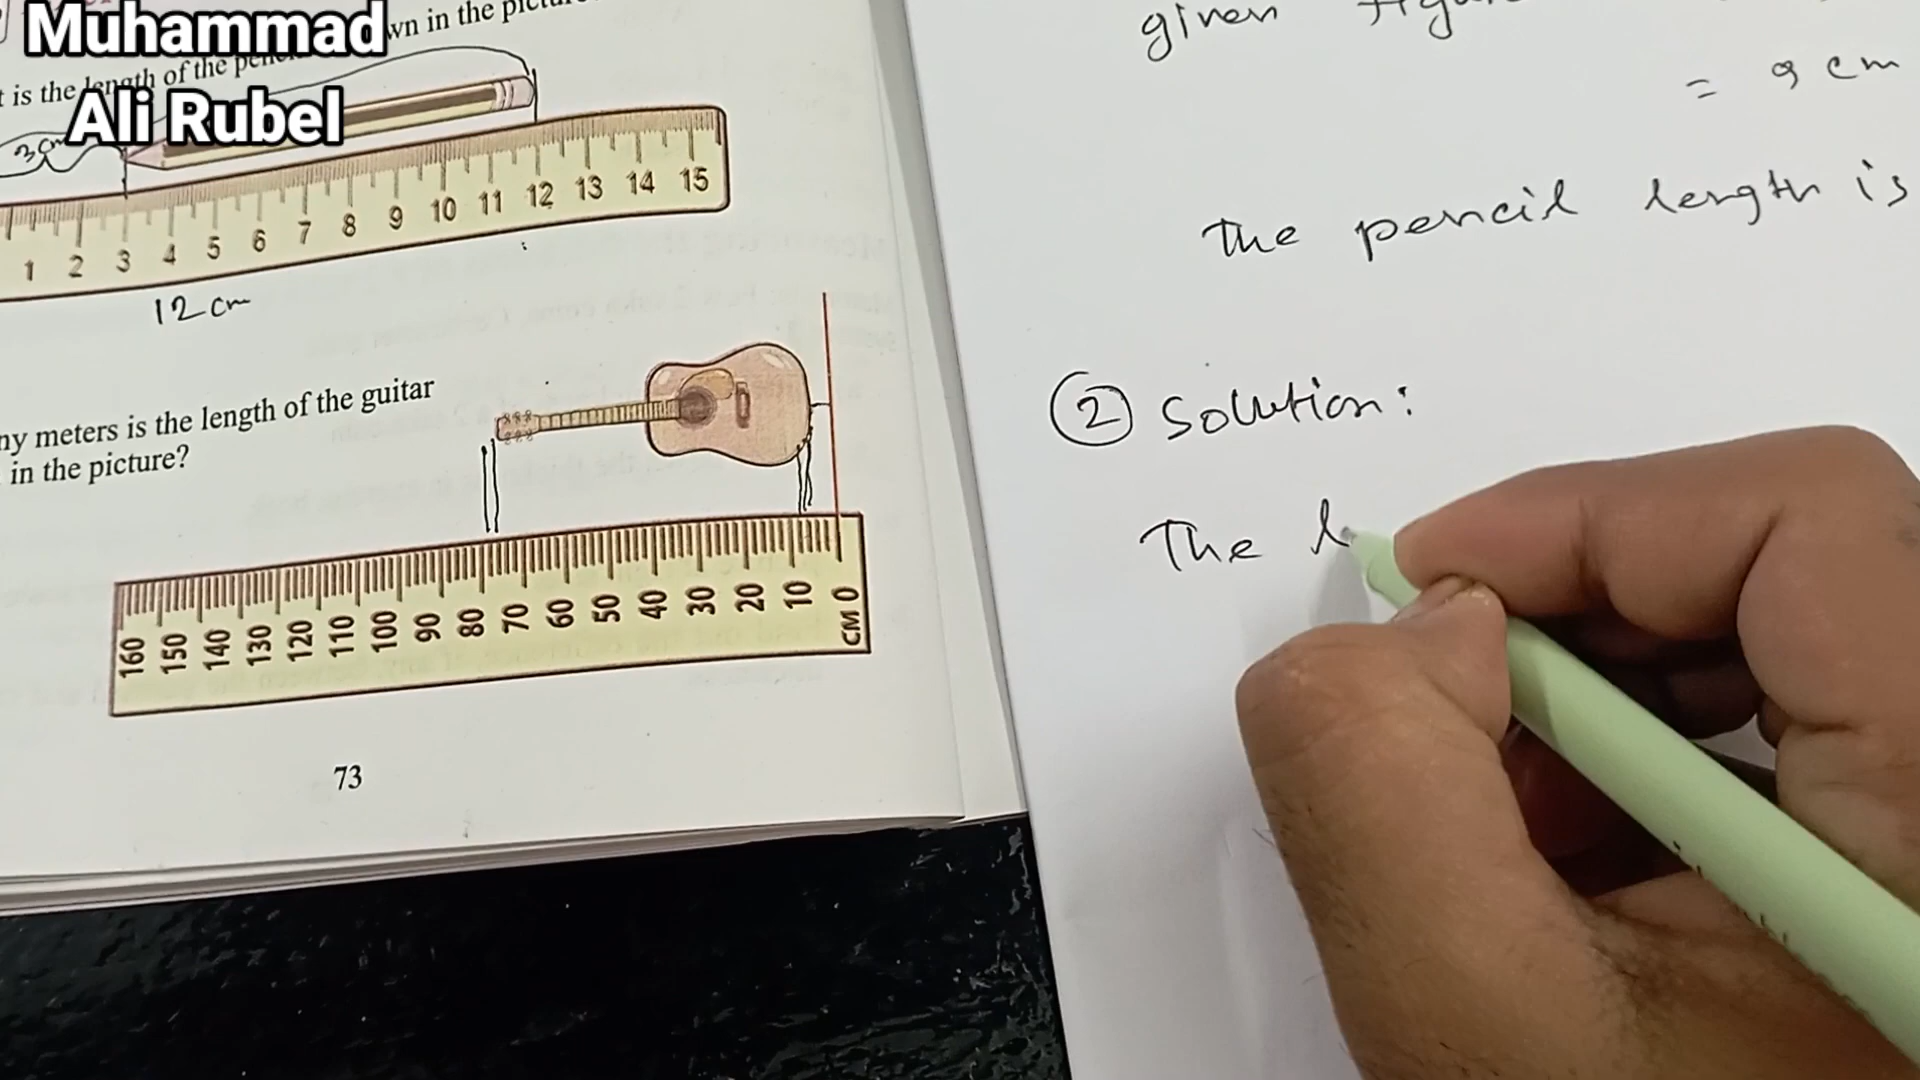 Muhammad
Ali Rubel
wn in the
is the length of the
3cm
1 2 3 4 5 6 7 8 9 10 11 12 13 14 15
12 cm
ny meters is the length of the guitar
in the picture?
160 150 140 130 120 110 100 90 80 70 60 50 40 30 20 10 CM 0
73
given
= 9 cm
The pencil length is
2 Solution:
The